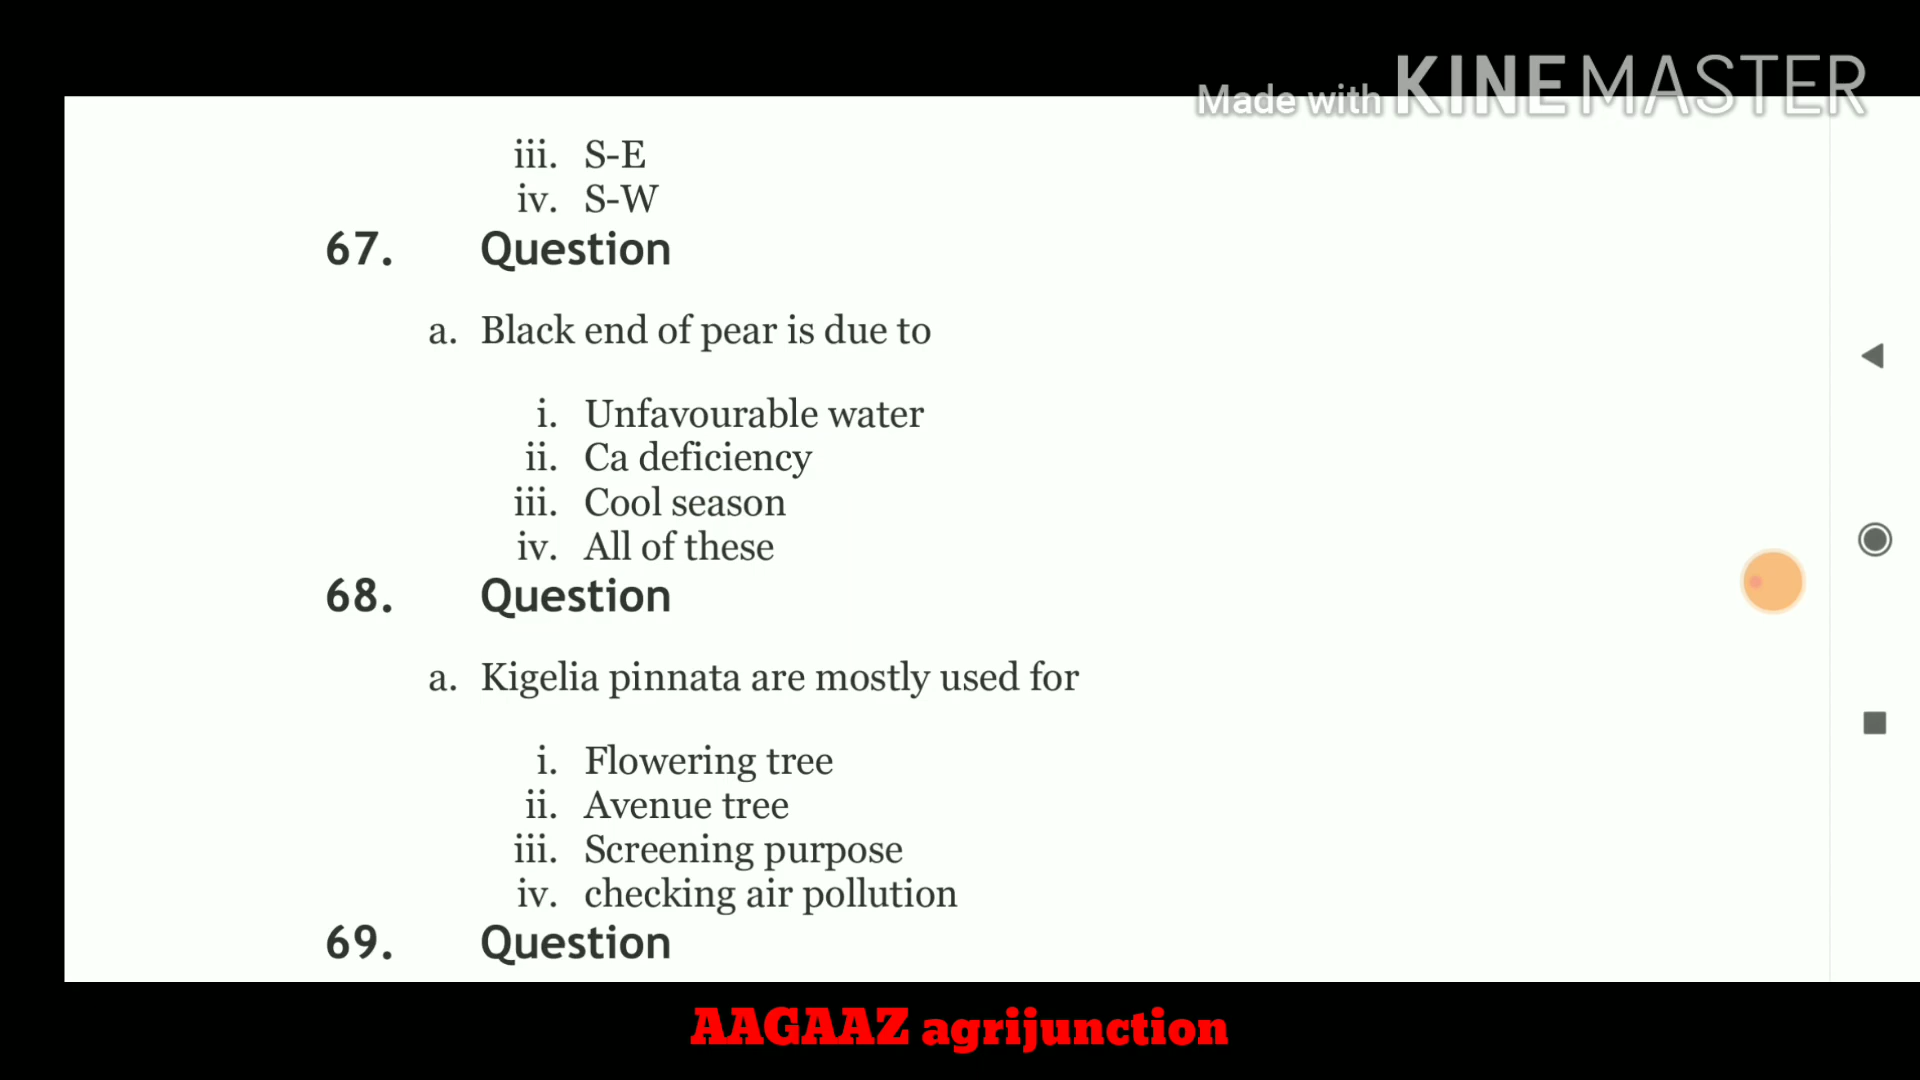 Made with KINEMASTER
iii. S-E
iv. S-W
67. Question
a. Black end of pear is due to
i. Unfavourable water
ii. Ca deficiency
iii. Cool season
iv. All of these
68. Question
a. Kigelia pinnata are mostly used for
i. Flowering tree
ii. Avenue tree
iii. Screening purpose
iv. checking air pollution
69. Question
AAGAAZ agrijunction